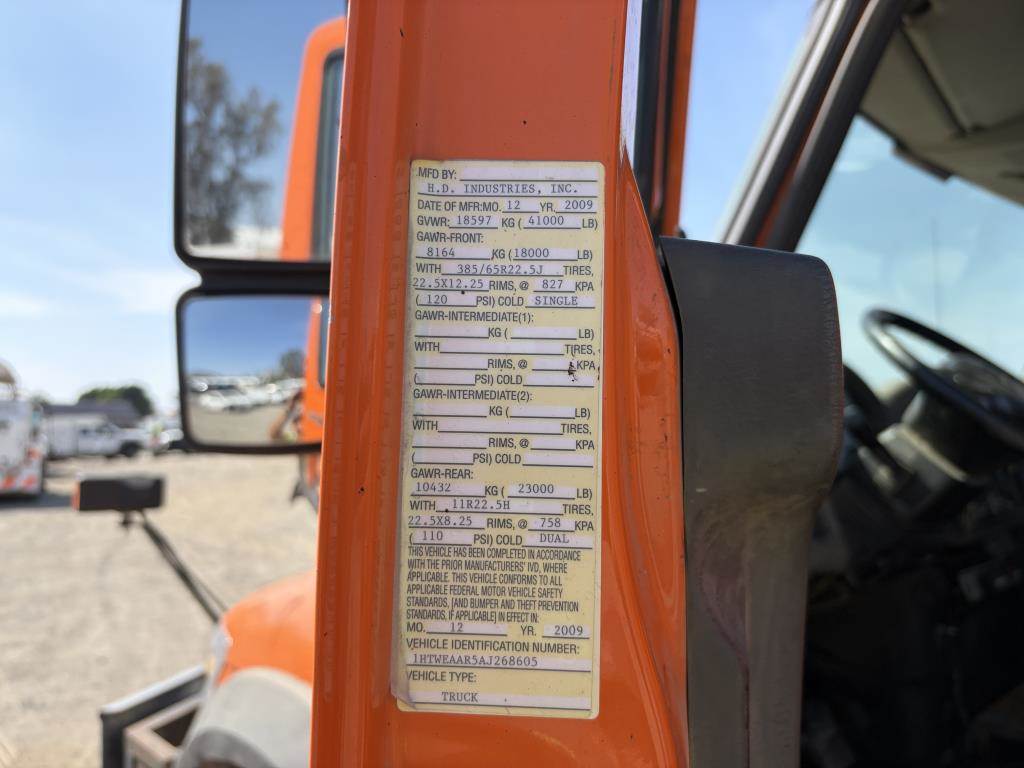 MFD BY:
H.D. INDUSTRIES, INC.
DATE OF MFR:MO. 12 YR. 2009
GVWR: 18597 KG ( 41000 LB)
GAWR-FRONT:
8164 KG (18000 LB)
WITH 385/65R22.5J TIRES,
22.5X12.25 RIMS, @ 827 KPA
( 120 PSI) COLD SINGLE
GAWR-INTERMEDIATE(1):
KG ( LB)
WITH TIRES,
RIMS, @ KPA
( PSI) COLD
GAWR-INTERMEDIATE(2):
KG ( LB)
WITH TIRES,
RIMS, @ KPA
( PSI) COLD
GAWR-REAR:
10432 KG ( 23000 LB)
WITH 11R22.5H TIRES,
22.5X8.25 RIMS, @ 758 KPA
( 110 PSI) COLD DUAL
THIS VEHICLE HAS BEEN COMPLETED IN ACCORDANCE
WITH THE PRIOR MANUFACTURERS' IVD, WHERE
APPLICABLE. THIS VEHICLE CONFORMS TO ALL
APPLICABLE FEDERAL MOTOR VEHICLE SAFETY
STANDARDS, (AND BUMPER AND THEFT PREVENTION
STANDARDS, IF APPLICABLE) IN EFFECT IN:
MO. 12 YR. 2009
VEHICLE IDENTIFICATION NUMBER:
1HTWEAAR5AJ268605
VEHICLE TYPE:
TRUCK